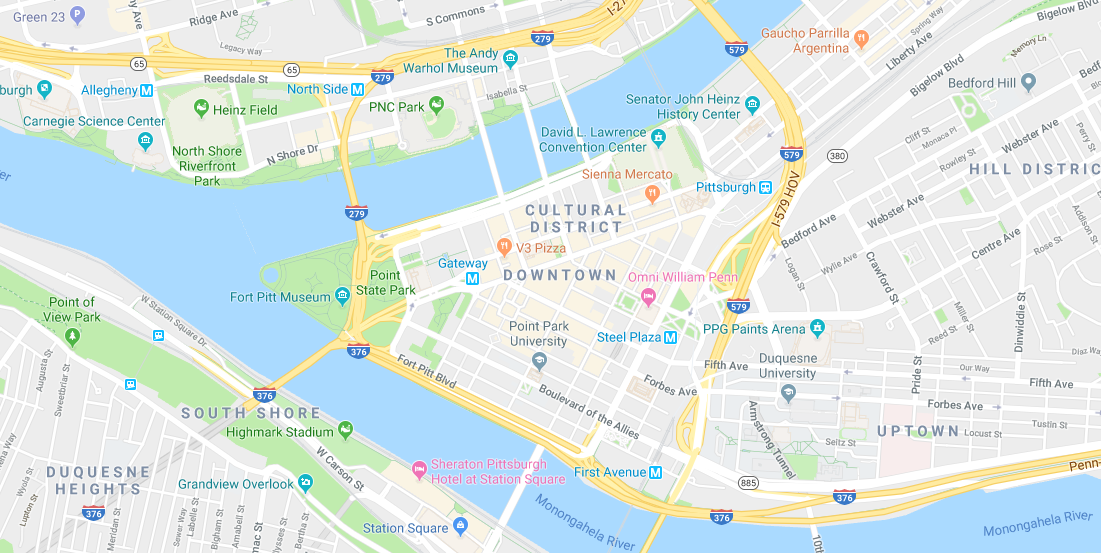 Green 23
Ridge Ave
S Commons
I-27
279
579
Gaucho Parrilla
Argentina
Spring Way
Liberty Ave
Bigelow Blvd
Bigelow Blvd
Memory Ln
Legacy Way
65
65
Reedsdale St
279
The Andy
Warhol Museum
burgh
Allegheny
North Side
Isabella St
PNC Park
Heinz Field
Carnegie Science Center
North Shore
Riverfront
Park
N Shore Dr
Senator John Heinz
History Center
David L. Lawrence
Convention Center
Bedford Hill
Bedf
Cliff St
Monaca Pl
Webster Ave
Perry St
Rowley St
579
380
HILL DISTRIC
Sienna Mercato
Pittsburgh
I-579 HOV
river
279
CULTURAL
DISTRICT
V3 Pizza
Gateway
DOWNTOWN
Omni William Penn
Bedford Ave
Webster Ave
Centre Ave
Addison St
Rose St
Wylie Ave
Logan St
Crawford St
Reed St
Miller St
Dinwiddie St
Point
State Park
Fort Pitt Museum
Point of
View Park
W Station Square Dr
579
PPG Paints Arena
Steel Plaza
Point Park
University
376
Fort Pitt Blvd
Fifth Ave
Duquesne
University
Forbes Ave
Pride St
Diaz Way
Our Way
Fifth Ave
Forbes Ave
Tustin St
Locust St
UPTOWN
Seitz St
Armstrong Tunnel
Boulevard of the Allies
Augusta St
Sweetbriar St
376
SOUTH SHORE
Highmark Stadium
W Carson St
DUQUESNE
HEIGHTS
Grandview Overlook
Sheraton Pittsburgh
Hotel at Station Square
First Avenue
Station Square
Monongahela River
885
376
376
Penn-
Monongahela River
10th
376
Wyola St
Lupton St
Meridan St
Sewer Way
Labelle St
Bigham St
Amabell St
Ulysses St
Bertha St